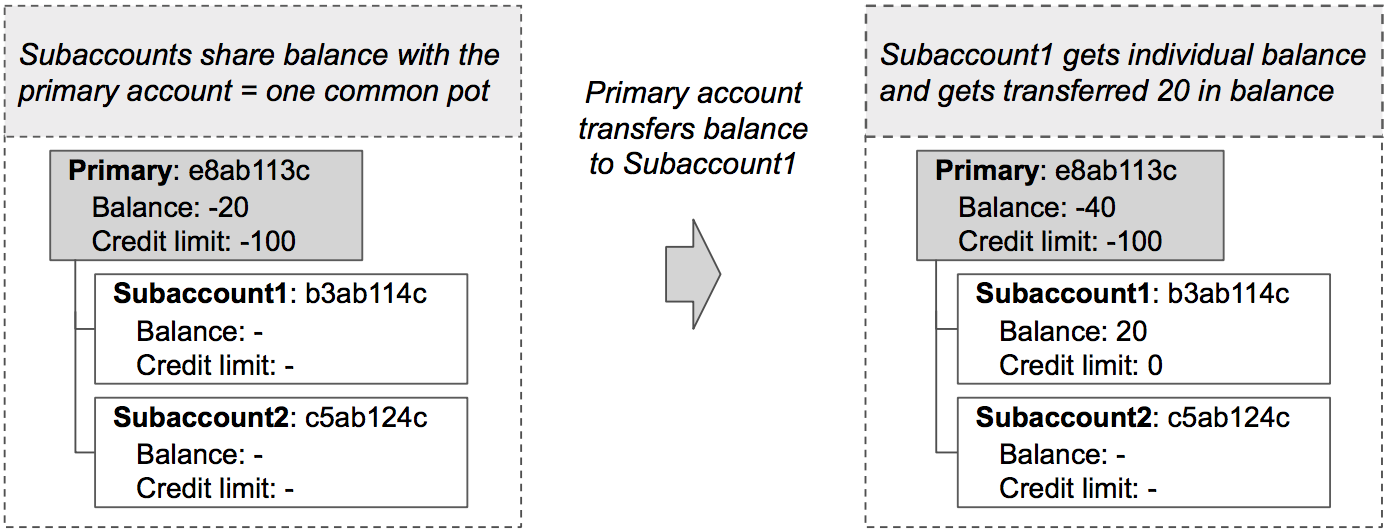 Subaccounts share balance with the
primary account = one common pot
Primary: e8ab113c
Balance: -20
Credit limit: -100
Subaccount1: b3ab114c
Balance: -
Credit limit: -
Subaccount2: c5ab124c
Balance: -
Credit limit: -
Primary account
transfers balance
to Subaccount1
Subaccount1 gets individual balance
and gets transferred 20 in balance
Primary: e8ab113c
Balance: -40
Credit limit: -100
Subaccount1: b3ab114c
Balance: 20
Credit limit: 0
Subaccount2: c5ab124c
Balance: -
Credit limit: -